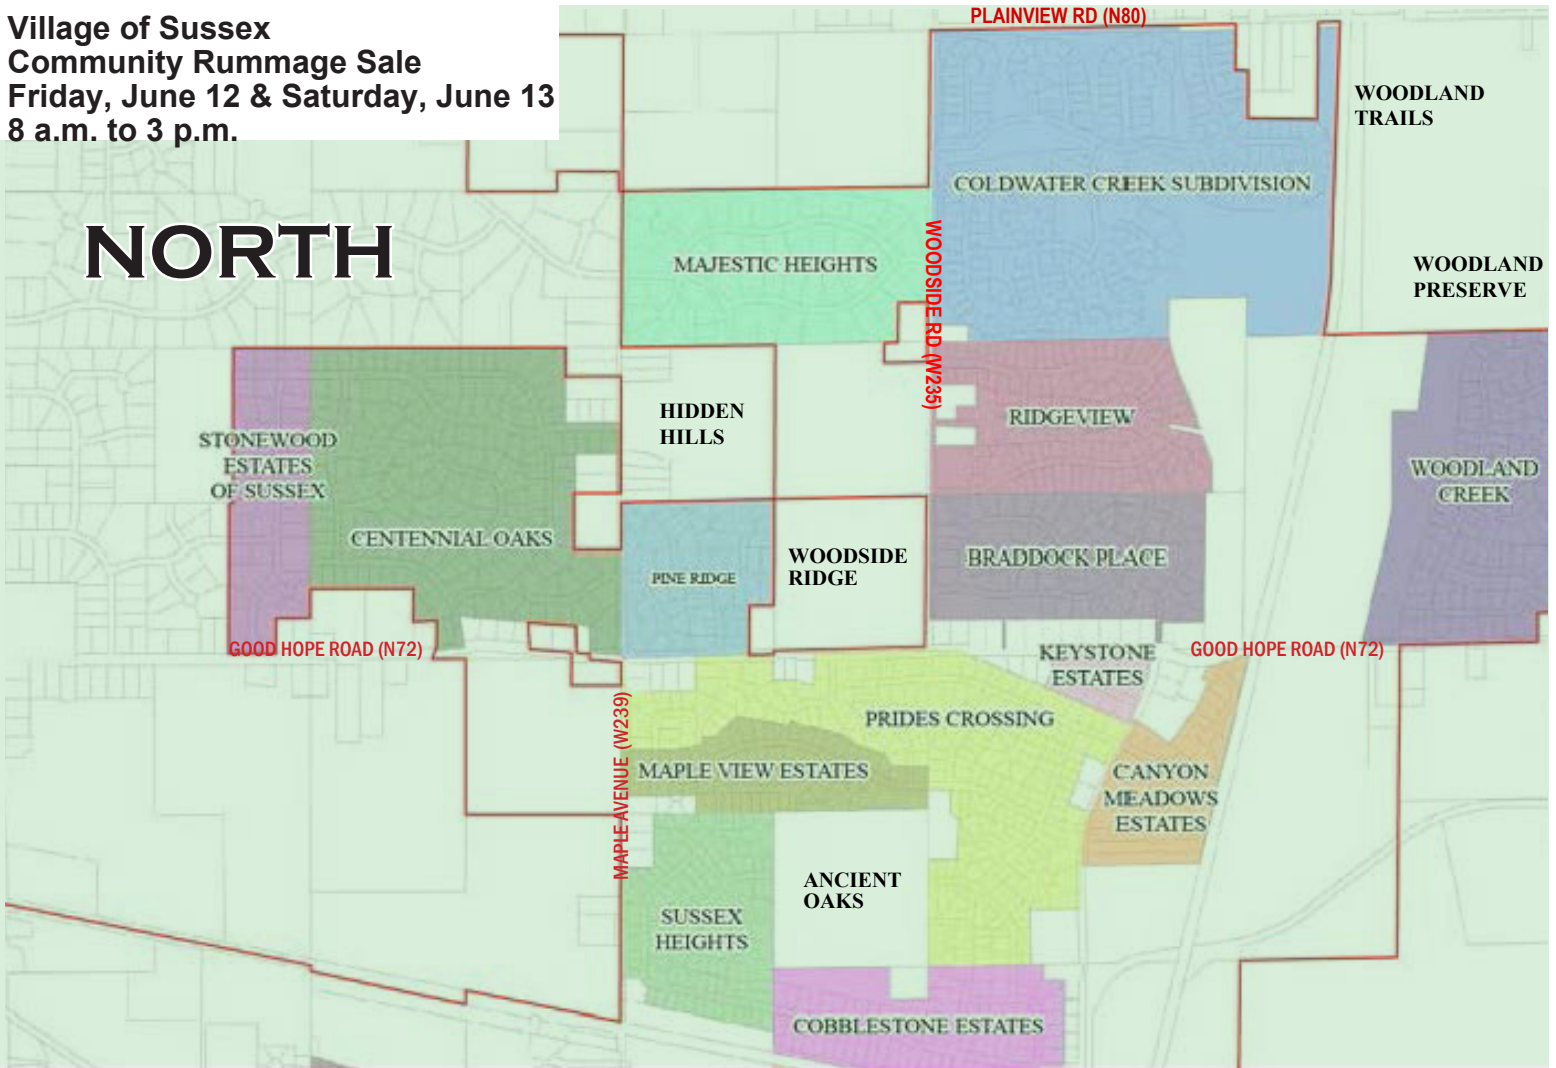 Village of Sussex
Community Rummage Sale
Friday, June 12 & Saturday, June 13
8 a.m. to 3 p.m.
PLAINVIEW RD (N80)
WOODLAND
TRAILS
COLDWATER CREEK SUBDIVISION
NORTH
MAJESTIC HEIGHTS
WOODSIDE RD (W235)
WOODLAND
PRESERVE
HIDDEN
HILLS
RIDGEVIEW
STONEWOOD
ESTATES
OF SUSSEX
WOODLAND
CREEK
CENTENNIAL OAKS
PINE RIDGE
WOODSIDE
RIDGE
BRADDOCK PLACE
GOOD HOPE ROAD (N72)
KEYSTONE
ESTATES
GOOD HOPE ROAD (N72)
MAPLE AVENUE (W239)
PRIDES CROSSING
MAPLE VIEW ESTATES
CANYON
MEADOWS
ESTATES
ANCIENT
OAKS
SUSSEX
HEIGHTS
COBBLESTONE ESTATES